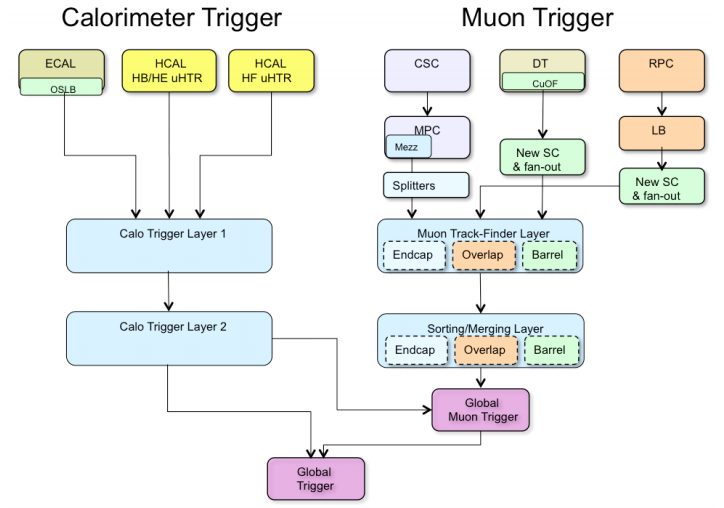 Calorimeter Trigger
Muon Trigger
ECAL
OSLB
HCAL
HB/HE uHTR
HCAL
HF uHTR
CSC
DT
CuOF
RPC
MPC
Mezz
LB
New SC
& fan-out
Splitters
New SC
& fan-out
Calo Trigger Layer 1
Muon Track-Finder Layer
Endcap
Overlap
Barrel
Calo Trigger Layer 2
Sorting/Merging Layer
Endcap
Overlap
Barrel
Global
Muon Trigger
Global
Trigger